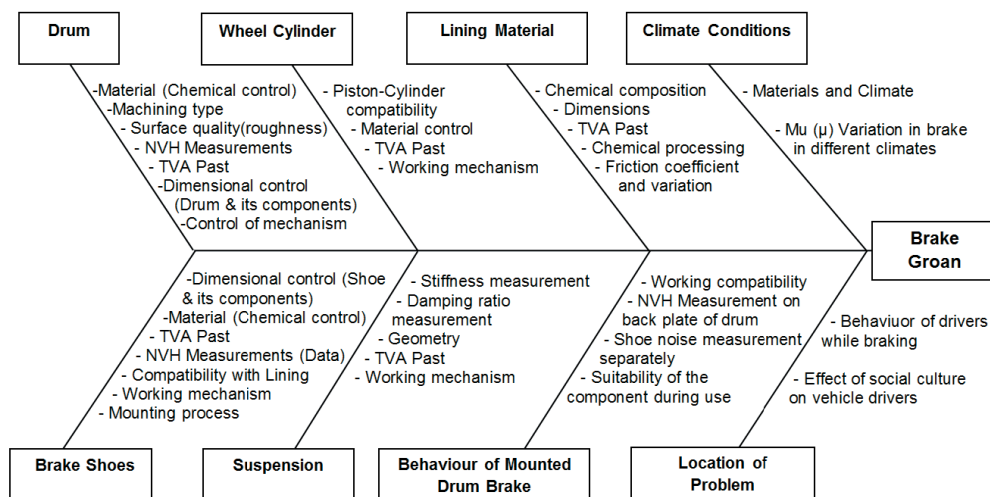 Drum
Wheel Cylinder
Lining Material
Climate Conditions
-Material (Chemical control)
-Machining type
- Surface quality(roughness)
- NVH Measurements
- TVA Past
-Dimensional control
(Drum & its components)
-Control of mechanism
- Piston-Cylinder
compatibility
- Material control
- TVA Past
- Working mechanism
- Chemical composition
- Dimensions
- TVA Past
- Chemical processing
- Friction coefficient
and variation
- Materials and Climate
- Mu (µ) Variation in brake
in different climates
Brake
Groan
- Dimensional control (Shoe
& its components)
- Material (Chemical control)
- TVA Past
- NVH Measurements (Data)
- Compatibility with Lining
- Working mechanism
- Mounting process
- Stiffness measurement
- Damping ratio
measurement
- Geometry
- TVA Past
- Working mechanism
- Working compatibility
- NVH Measurement on
back plate of drum
- Shoe noise measurement
separately
- Suitability of the
component during use
- Behaviuor of drivers
while braking
- Effect of social culture
on vehicle drivers
Brake Shoes
Suspension
Behaviour of Mounted
Drum Brake
Location of
Problem